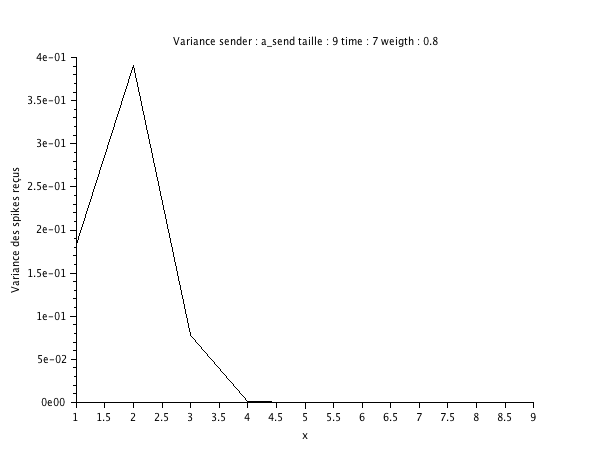 Variance sender : a_send taille : 9 time : 7 weigth : 0.8
Variance des spikes reçus
4e-01
3.5e-01
3e-01
2.5e-01
2e-01
1.5e-01
1e-01
5e-02
0e00
1 1.5 2 2.5 3 3.5 4 4.5 5 5.5 6 6.5 7 7.5 8 8.5 9
x